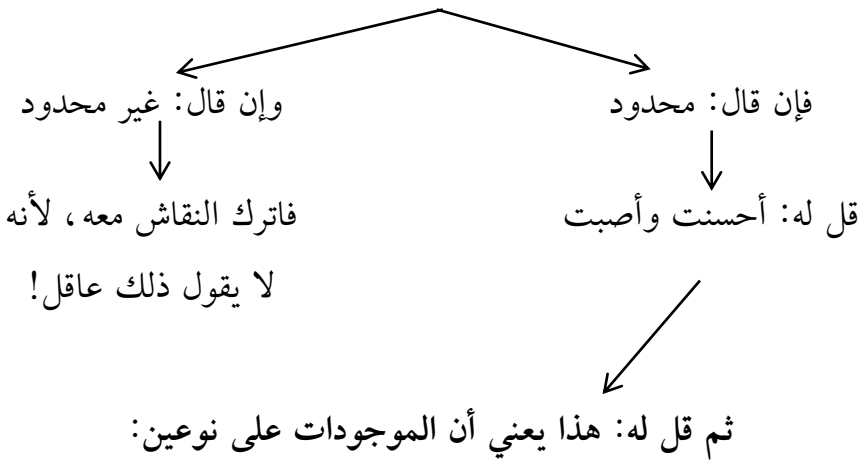 فإن قال: محدود
وإن قال: غير محدود
قل له: أحسنت وأصبت
فاترك النقاش معه، لأنه
لا يقول ذلك عاقل!
ثم قل له: هذا يعني أن الموجودات على نوعين: